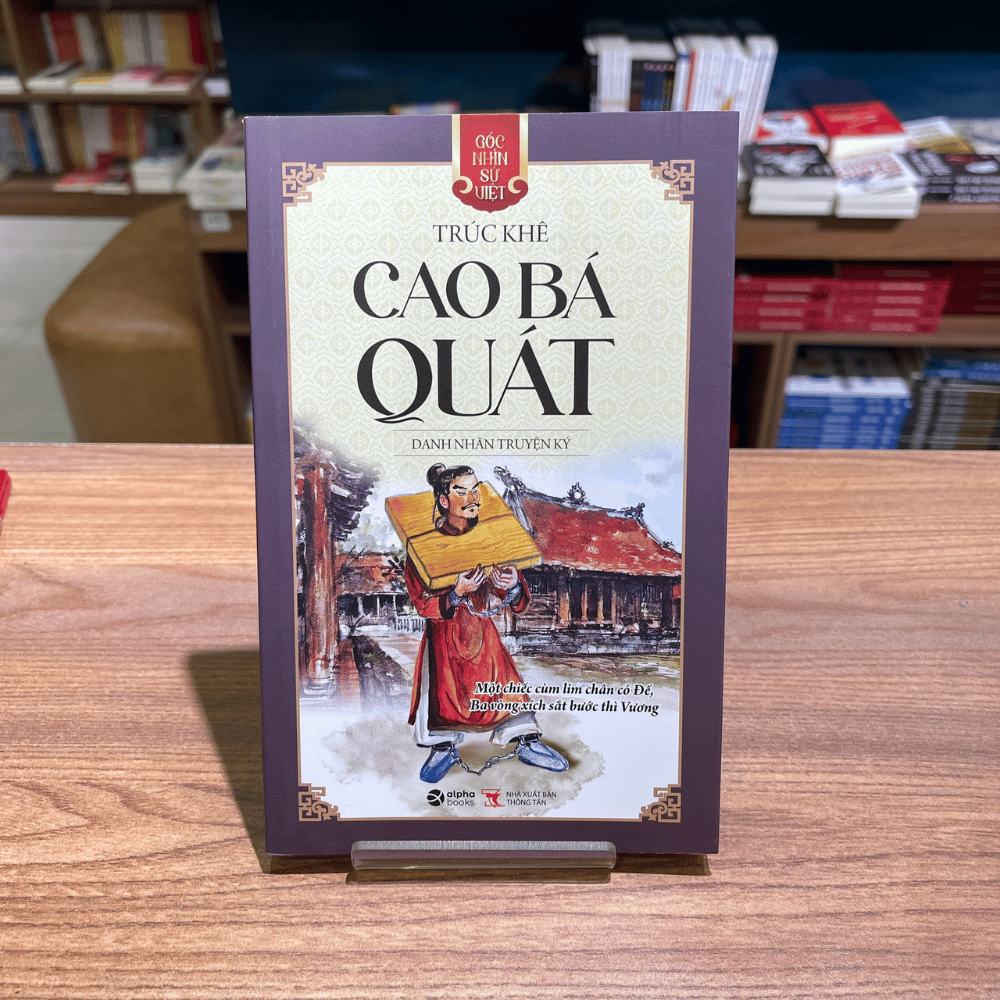 GÓC
NHÌN
SỬ
VIỆT
TRÚC KHÊ
CAO BÁ
QUÁT
DANH NHÂN TRUYỆN KÝ
Một chiếc cùm lim chân có Đế,
Ba vòng xích sắt bước thì Vương
alpha
books
NHÀ XUẤT BẢN
THÔNG TẤN